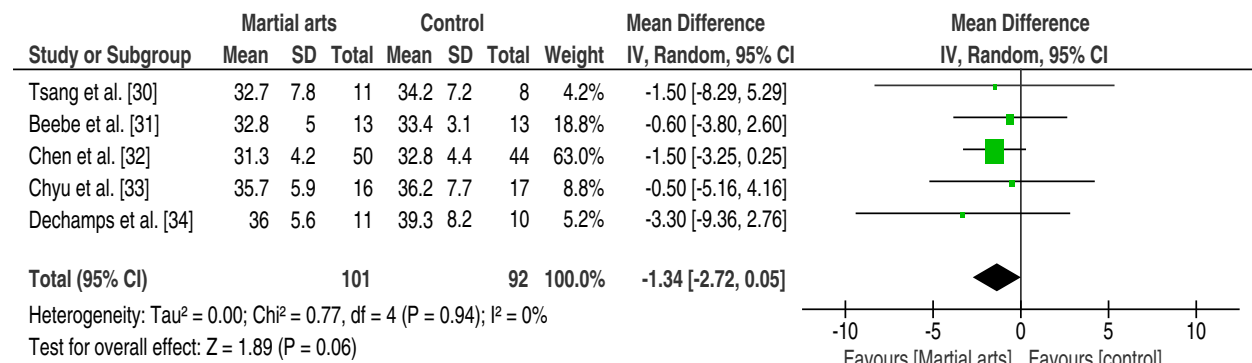 Martial arts Control Mean Difference Mean Difference
Study or Subgroup Mean SD Total Mean SD Total Weight IV, Random, 95% CI IV, Random, 95% CI
Tsang et al. [30] 32.7 7.8 11 34.2 7.2 8 4.2% -1.50 [-8.29, 5.29]
Beebe et al. [31] 32.8 5 13 33.4 3.1 13 18.8% -0.60 [-3.80, 2.60]
Chen et al. [32] 31.3 4.2 50 32.8 4.4 44 63.0% -1.50 [-3.25, 0.25]
Chyu et al. [33] 35.7 5.9 16 36.2 7.7 17 8.8% -0.50 [-5.16, 4.16]
Dechamps et al. [34] 36 5.6 11 39.3 8.2 10 5.2% -3.30 [-9.36, 2.76]
Total (95% CI) 101 92 100.0% -1.34 [-2.72, 0.05]
Heterogeneity: Tau² = 0.00; Chi² = 0.77, df = 4 (P = 0.94); I² = 0%
Test for overall effect: Z = 1.89 (P = 0.06)
-10 -5 0 5 10
Favours [Martial arts] Favours [control]